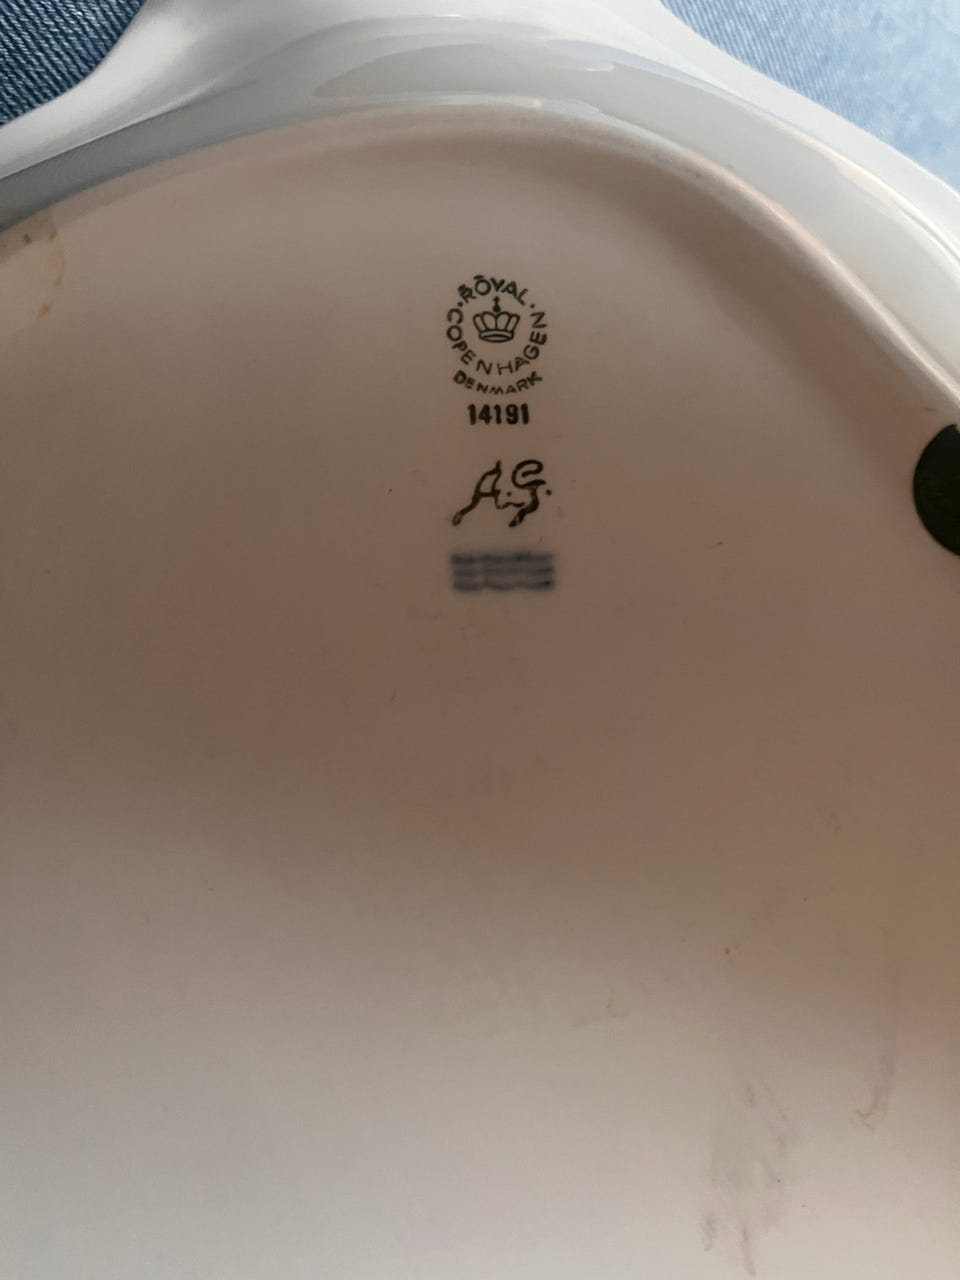 ROYAL
COPENHAGEN
DENMARK
14191
A.G.